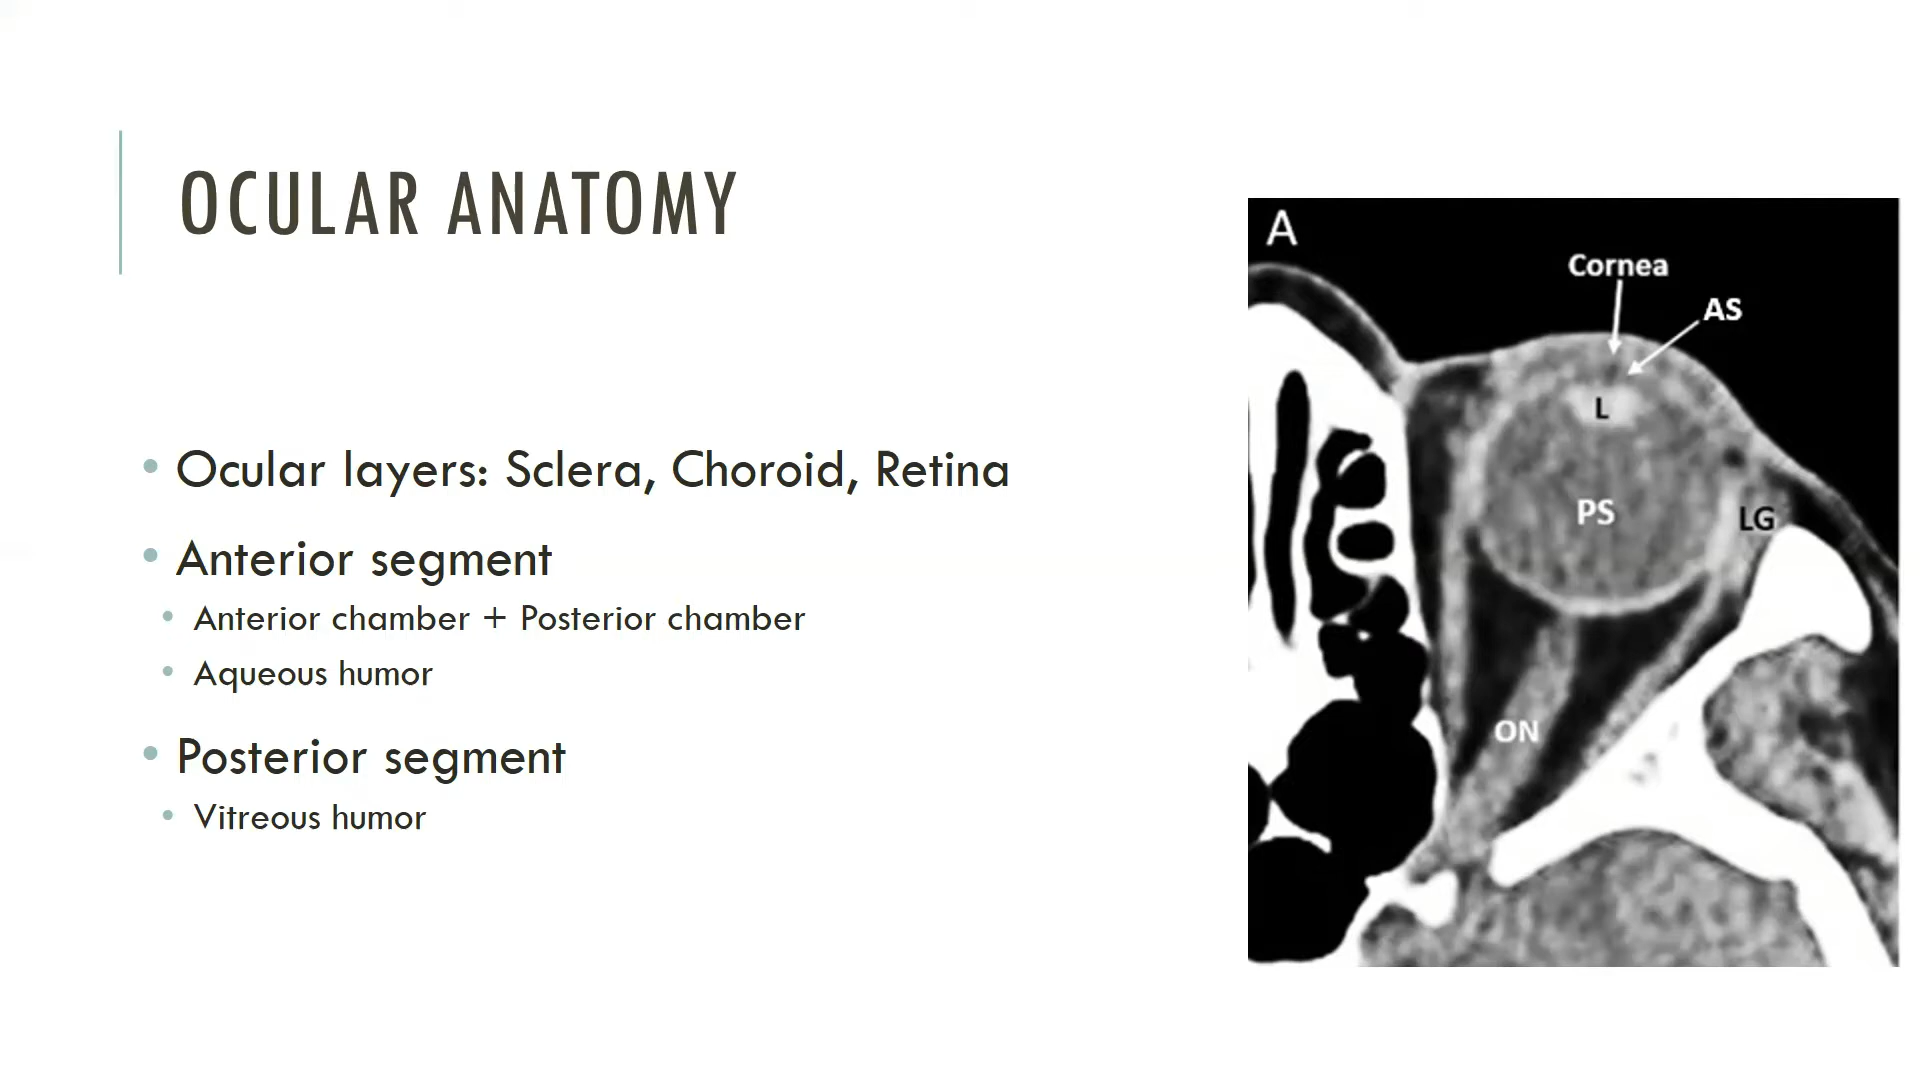 OCULAR ANATOMY
• Ocular layers: Sclera, Choroid, Retina
• Anterior segment
• Anterior chamber + Posterior chamber
• Aqueous humor
• Posterior segment
• Vitreous humor
A
Cornea
AS
L
PS
LG
ON